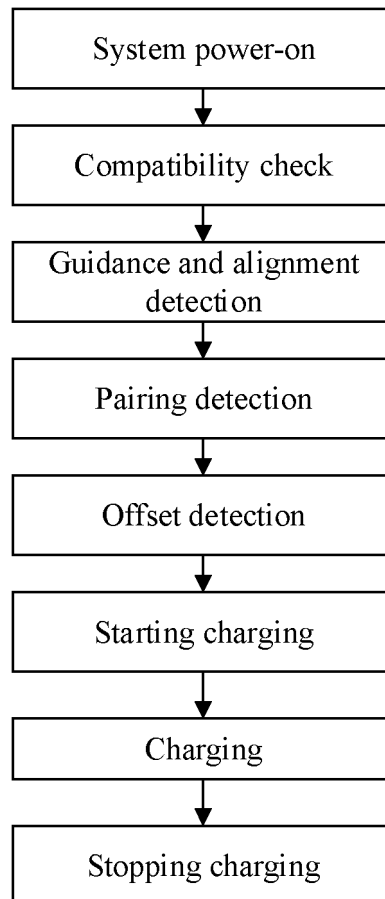 System power-on
Compatibility check
Guidance and alignment
detection
Pairing detection
Offset detection
Starting charging
Charging
Stopping charging